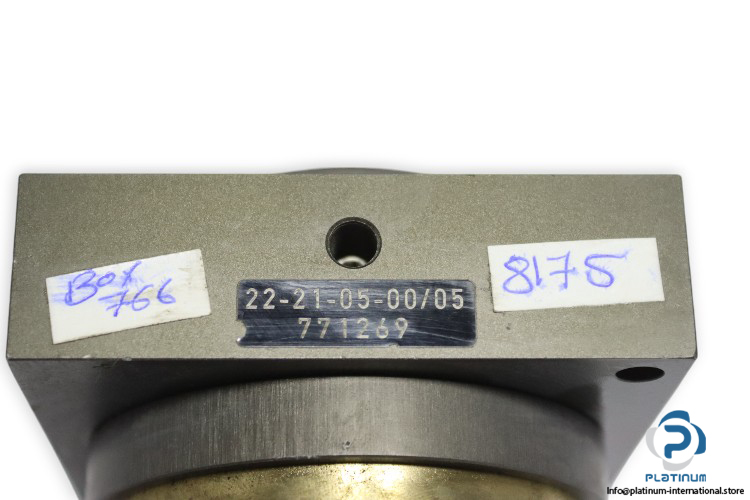 Box
766
22-21-05-00/05
771269
8175
PLATINUM
Info@platinum-international.store